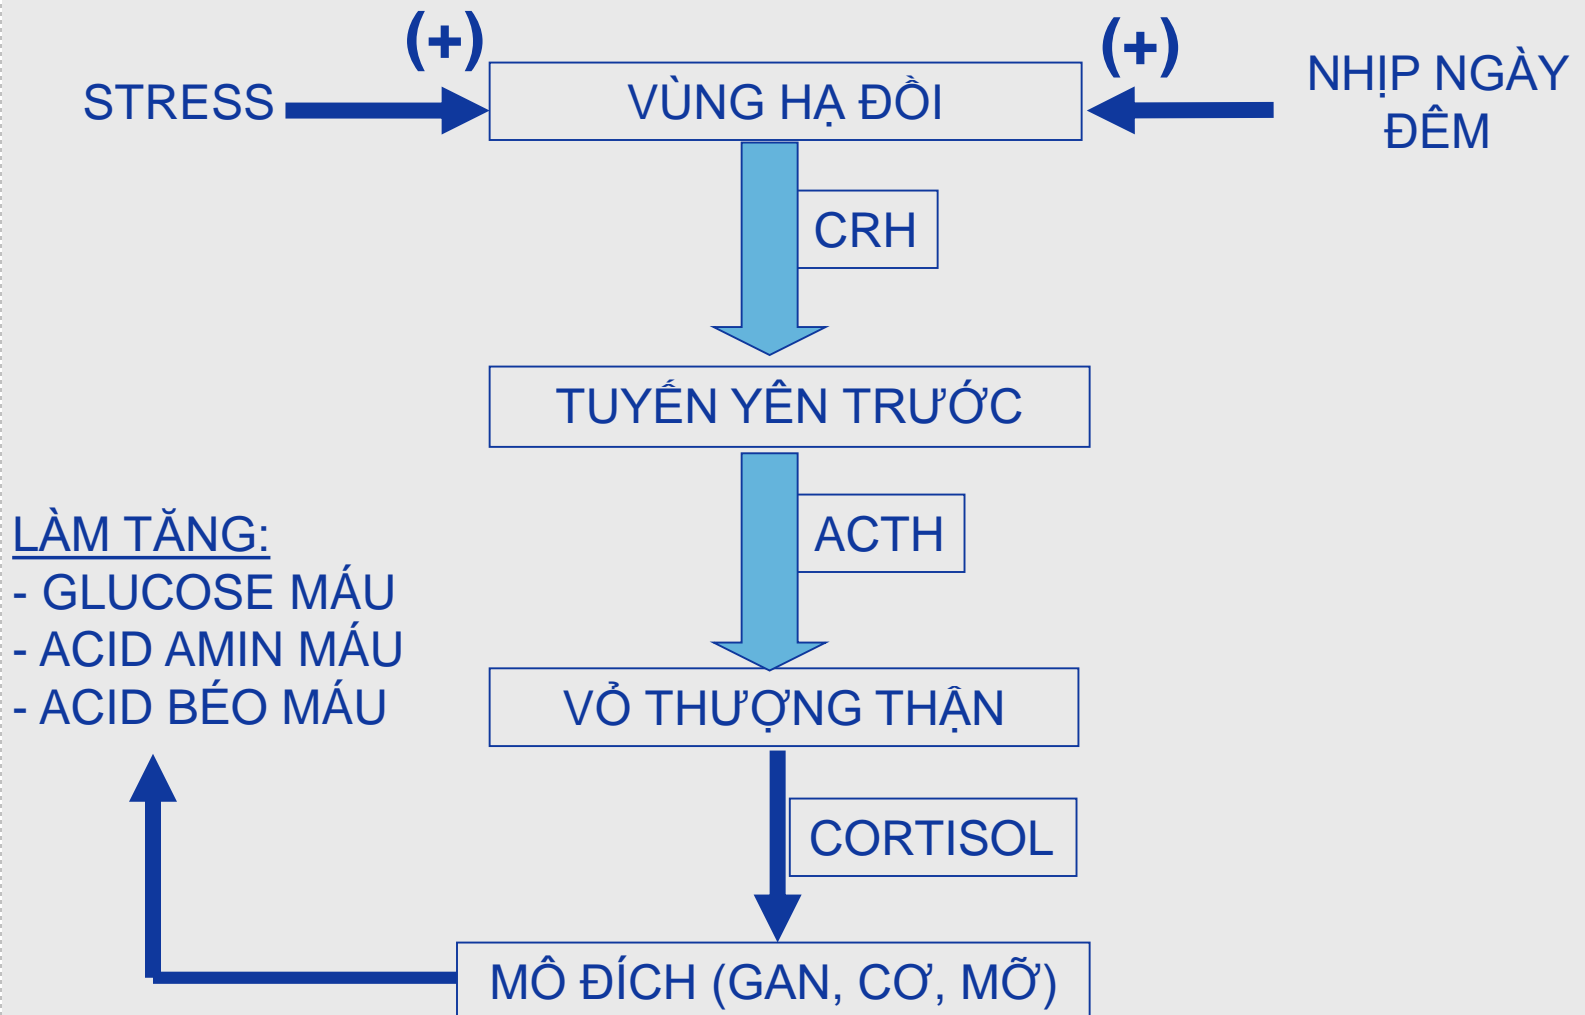 (+)
(+)
STRESS
VÙNG HẠ ĐỒI
NHỊP NGÀY
ĐÊM
CRH
TUYẾN YÊN TRƯỚC
ACTH
LÀM TĂNG:
- GLUCOSE MÁU
- ACID AMIN MÁU
- ACID BÉO MÁU
VỎ THƯỢNG THẬN
CORTISOL
MÔ ĐÍCH (GAN, CƠ, MỠ)